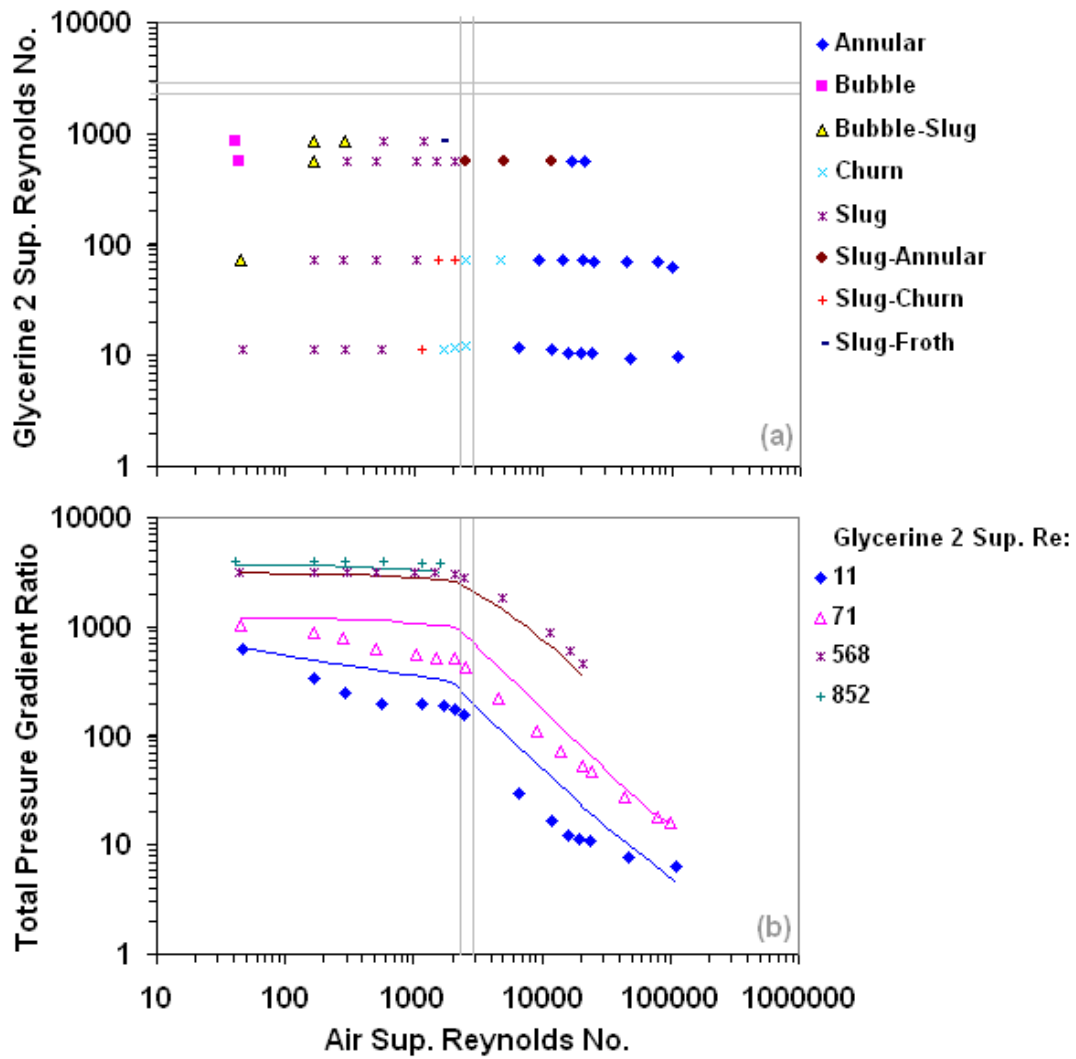 Glycerine 2 Sup. Reynolds No.
10000
1000
100
10
1
(a)
Annular
Bubble
Bubble-Slug
Churn
Slug
Slug-Annular
Slug-Churn
Slug-Froth
Total Pressure Gradient Ratio
10000
1000
100
10
1
(b)
10 100 1000 10000 100000 1000000
Air Sup. Reynolds No.
Glycerine 2 Sup. Re:
11
71
568
852